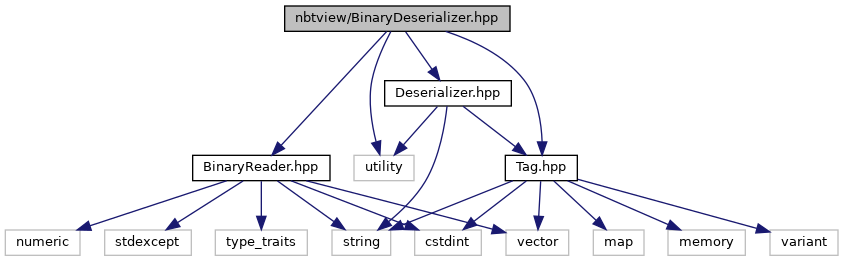 nbtview/BinaryDeserializer.hpp
Deserializer.hpp
BinaryReader.hpp
utility
Tag.hpp
numeric
stdexcept
type_traits
string
cstdint
vector
map
memory
variant